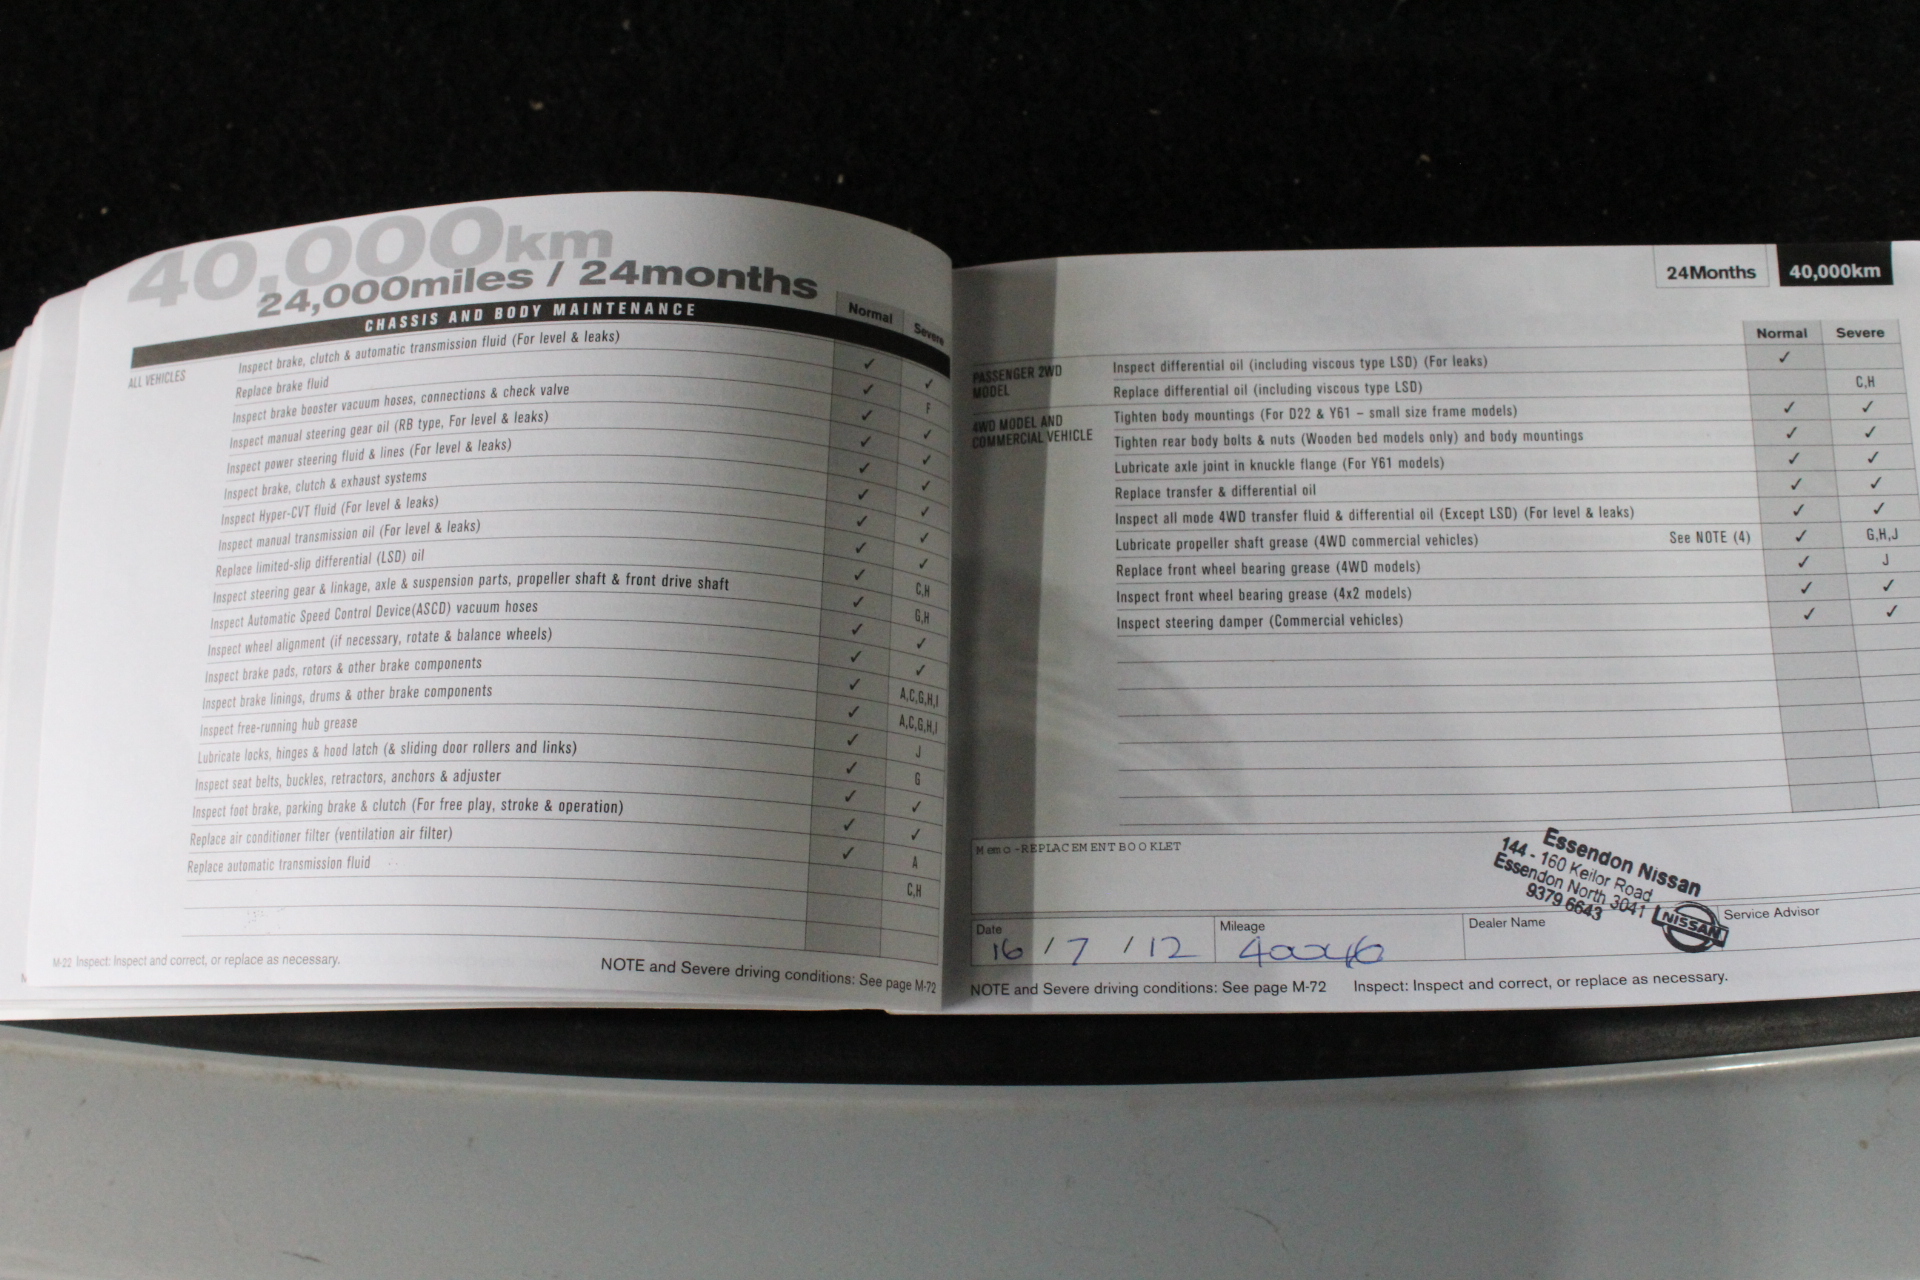 40,000km
24,000miles / 24months
CHASSIS AND BODY MAINTENANCE
Normal Severe
ALL VEHICLES
Inspect brake, clutch & automatic transmission fluid (For level & leaks) ✓ ✓
Replace brake fluid ✓ F
Inspect brake booster vacuum hoses, connections & check valve ✓ ✓
Inspect manual steering gear oil (RB type, For level & leaks) ✓ ✓
Inspect power steering fluid & lines (For level & leaks) ✓ ✓
Inspect brake, clutch & exhaust systems ✓ ✓
Inspect Hyper-CVT fluid (For level & leaks) ✓ ✓
Inspect manual transmission oil (For level & leaks) ✓ ✓
Replace limited-slip differential (LSD) oil ✓ C,H
Inspect steering gear & linkage, axle & suspension parts, propeller shaft & front drive shaft ✓ G,H
Inspect Automatic Speed Control Device(ASCD) vacuum hoses ✓ ✓
Inspect wheel alignment (if necessary, rotate & balance wheels) ✓ ✓
Inspect brake pads, rotors & other brake components ✓ A,C,G,H,I
Inspect brake linings, drums & other brake components ✓ A,C,G,H,I
Inspect free-running hub grease ✓ J
Lubricate locks, hinges & hood latch (& sliding door rollers and links) ✓ G
Inspect seat belts, buckles, retractors, anchors & adjuster ✓ ✓
Inspect foot brake, parking brake & clutch (For free play, stroke & operation) ✓ ✓
Replace air conditioner filter (ventilation air filter) ✓ A
Replace automatic transmission fluid C,H
M-22 Inspect: Inspect and correct, or replace as necessary.
NOTE and Severe driving conditions: See page M-72
24Months 40,000km
Normal Severe
PASSENGER 2WD
MODEL
Inspect differential oil (including viscous type LSD) (For leaks) ✓
Replace differential oil (including viscous type LSD) C,H
4WD MODEL AND
COMMERCIAL VEHICLE
Tighten body mountings (For D22 & Y61 – small size frame models) ✓ ✓
Tighten rear body bolts & nuts (Wooden bed models only) and body mountings ✓ ✓
Lubricate axle joint in knuckle flange (For Y61 models) ✓ ✓
Replace transfer & differential oil ✓ ✓
Inspect all mode 4WD transfer fluid & differential oil (Except LSD) (For level & leaks) ✓ ✓
Lubricate propeller shaft grease (4WD commercial vehicles) See NOTE (4) ✓ G,H,J
Replace front wheel bearing grease (4WD models) ✓ J
Inspect front wheel bearing grease (4x2 models) ✓ ✓
Inspect steering damper (Commercial vehicles) ✓ ✓
Memo -REPLACEMENT BOOKLET
Essendon Nissan
144 - 160 Keilor Road
Essendon North 3041
9379 6643
NISSAN
Date Mileage Dealer Name Service Advisor
16 / 7 / 12 40046
NOTE and Severe driving conditions: See page M-72 Inspect: Inspect and correct, or replace as necessary.